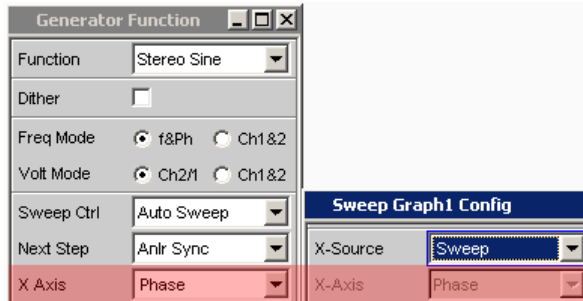 Generator Function
Function Stereo Sine
Dither
Freq Mode f&Ph Ch1&2
Volt Mode Ch2/1 Ch1&2
Sweep Ctrl Auto Sweep
Next Step Anlr Sync
X Axis Phase
Sweep Graph1 Config
X-Source Sweep
X-Axis Phase